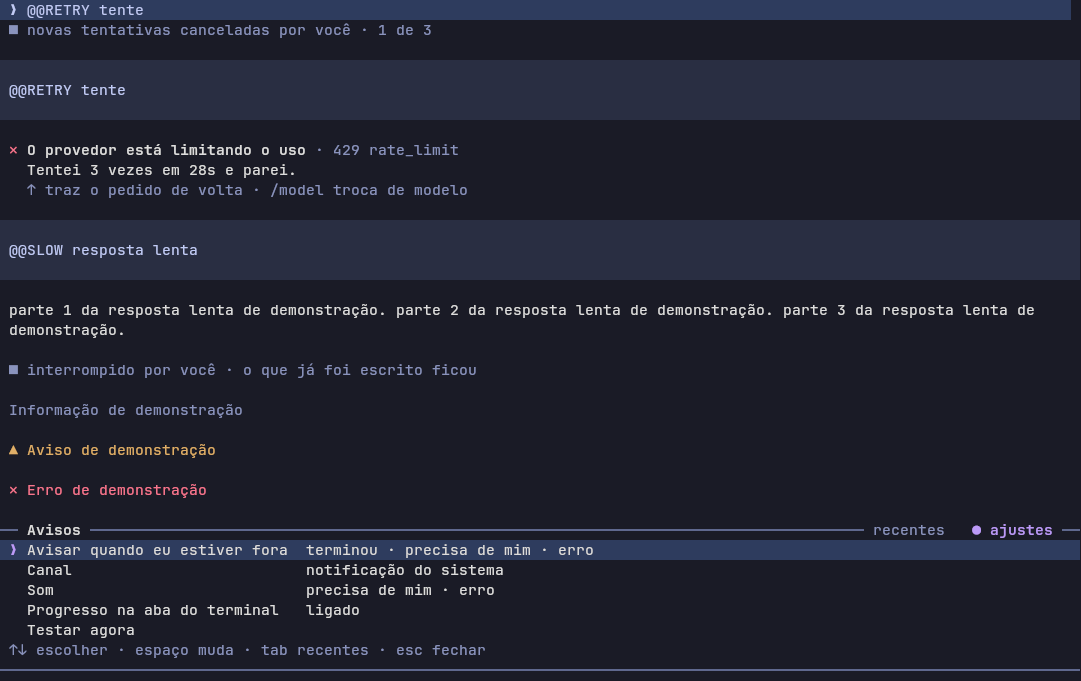 ❱ @@RETRY tente
■ novas tentativas canceladas por você · 1 de 3
@@RETRY tente
× O provedor está limitando o uso · 429 rate_limit
Tentei 3 vezes em 28s e parei.
↑ traz o pedido de volta · /model troca de modelo
@@SLOW resposta lenta
parte 1 da resposta lenta de demonstração. parte 2 da resposta lenta de demonstração. parte 3 da resposta lenta de
demonstração.
■ interrompido por você · o que já foi escrito ficou
Informação de demonstração
▲ Aviso de demonstração
× Erro de demonstração
Avisos recentes ● ajustes
❱ Avisar quando eu estiver fora terminou · precisa de mim · erro
Canal notificação do sistema
Som precisa de mim · erro
Progresso na aba do terminal ligado
Testar agora
↑↓ escolher · espaço muda · tab recentes · esc fechar